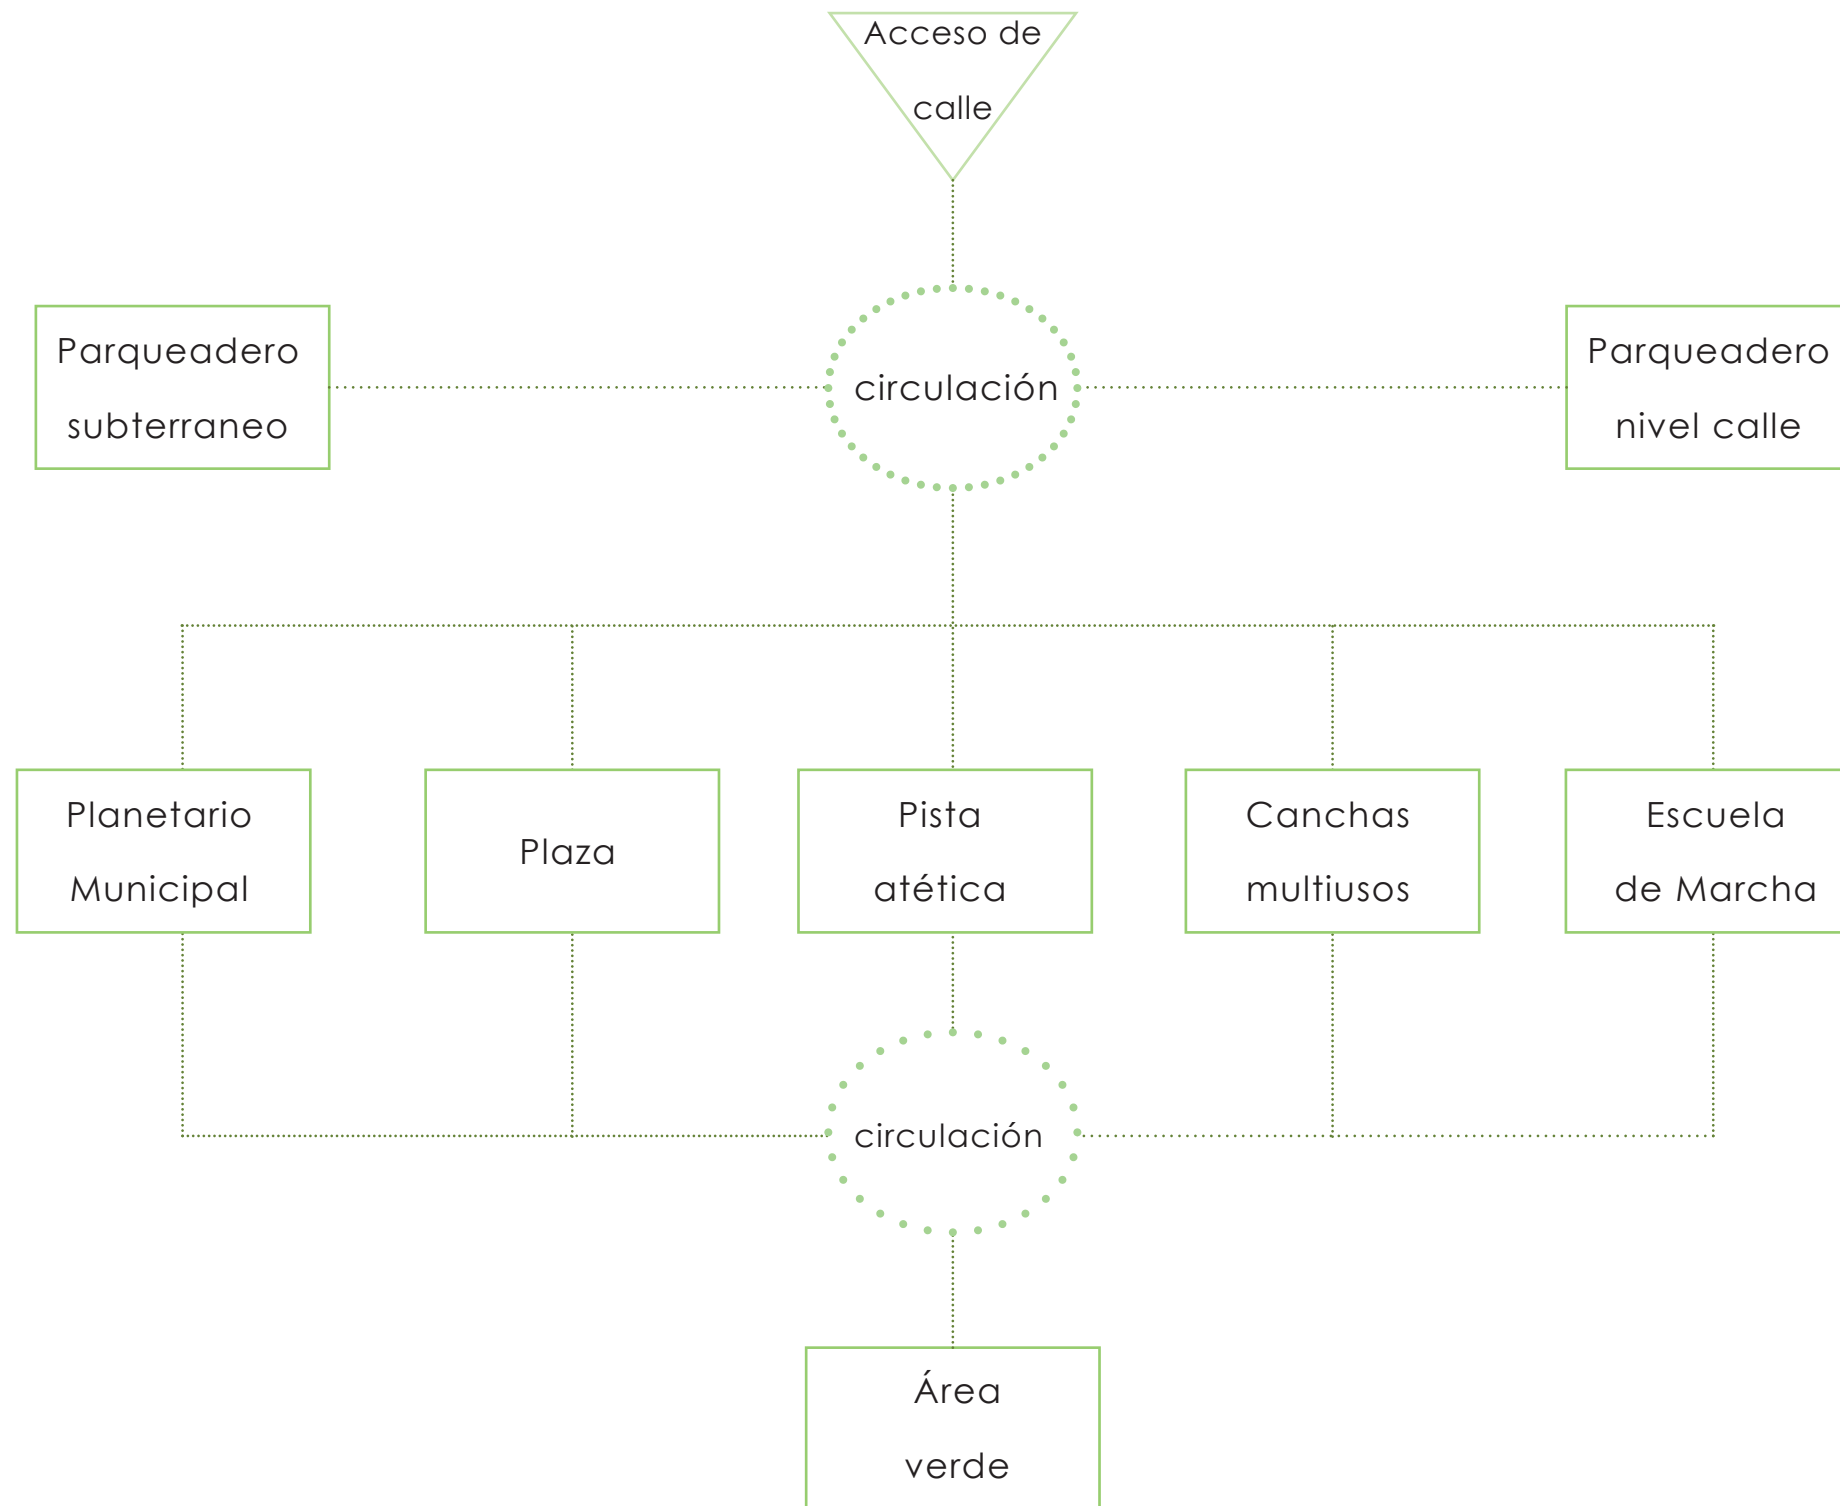 Acceso de
calle
Parqueadero
subterraneo
circulación
Parqueadero
nivel calle
Planetario
Municipal
Plaza
Pista
atética
Canchas
multiusos
Escuela
de Marcha
circulación
Área
verde